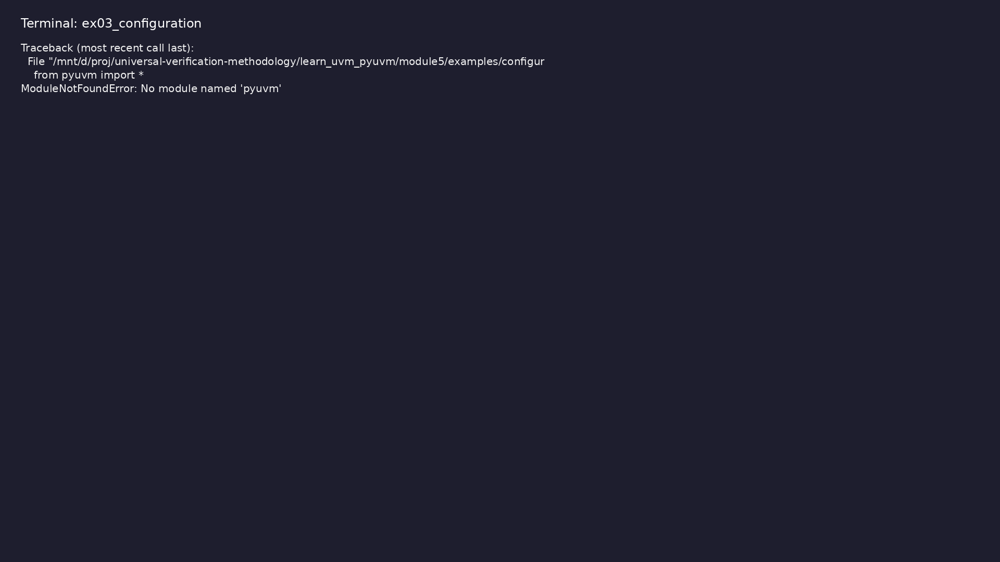 Terminal: ex03_configuration
Traceback (most recent call last):
File "/mnt/d/proj/universal-verification-methodology/learn_uvm_pyuvm/module5/examples/configur
from pyuvm import *
ModuleNotFoundError: No module named 'pyuvm'